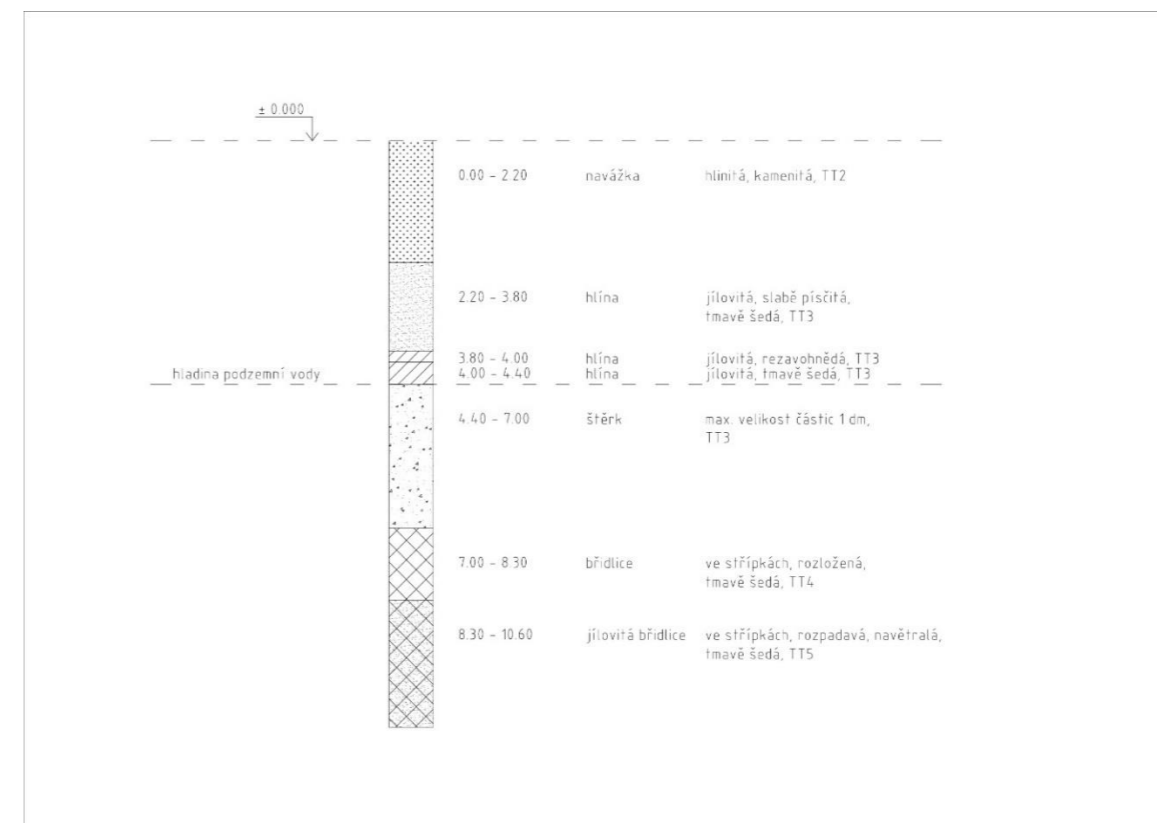 ± 0.000
0.00 – 2.20 navážka hlinitá, kamenitá, TT2
2.20 – 3.80 hlína jílovitá, slabě písčitá,
tmavě šedá, TT3
3.80 – 4.00 hlína jílovitá, rezavohnědá, TT3
hladina podzemní vody 4.00 – 4.40 hlína jílovitá, tmavě šedá, TT3
4.40 – 7.00 štěrk max. velikost částic 1 dm,
TT3
7.00 – 8.30 břidlice ve střípkách, rozložená,
tmavě šedá, TT4
8.30 – 10.60 jílovitá břidlice ve střípkách, rozpadavá, navětralá,
tmavě šedá, TT5